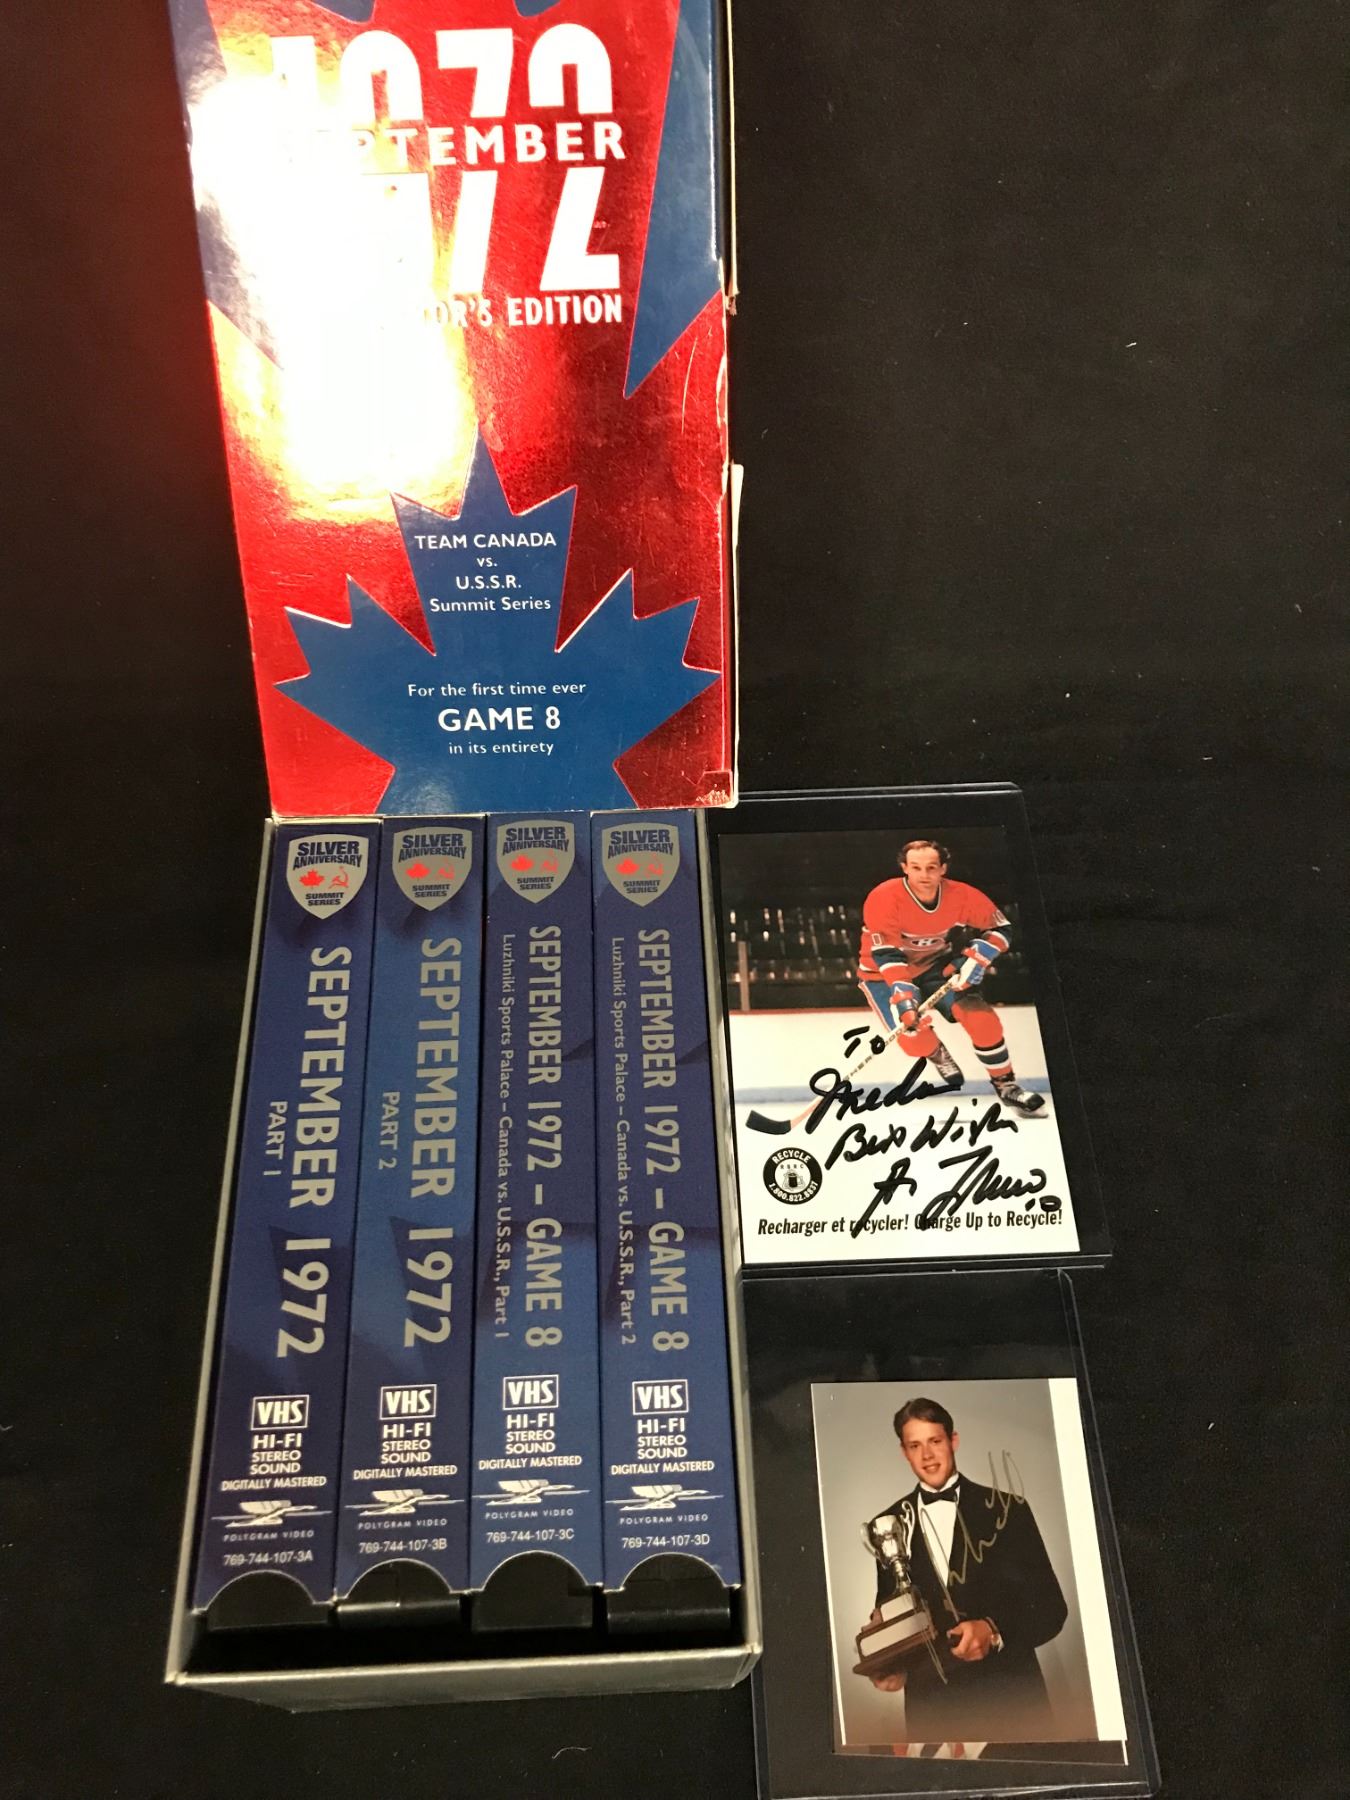 1972
SEPTEMBER
EDITION
TEAM CANADA
vs.
U.S.S.R.
Summit Series
For the first time ever
GAME 8
in its entirety
SILVER
ANNIVERSARY
SUMMIT
SERIES
SEPTEMBER 1972
PART 1
VHS
HI-FI
STEREO
SOUND
DIGITALLY MASTERED
POLYGRAM VIDEO
769-744-107-3A
SILVER
ANNIVERSARY
SUMMIT
SERIES
SEPTEMBER 1972
PART 2
VHS
HI-FI
STEREO
SOUND
DIGITALLY MASTERED
POLYGRAM VIDEO
769-744-107-3B
SILVER
ANNIVERSARY
SUMMIT
SERIES
SEPTEMBER 1972 – GAME 8
Luzhniki Sports Palace – Canada vs. U.S.S.R., Part 1
VHS
HI-FI
STEREO
SOUND
DIGITALLY MASTERED
POLYGRAM VIDEO
769-744-107-3C
SILVER
ANNIVERSARY
SUMMIT
SERIES
SEPTEMBER 1972 – GAME 8
Luzhniki Sports Palace – Canada vs. U.S.S.R., Part 2
VHS
HI-FI
STEREO
SOUND
DIGITALLY MASTERED
POLYGRAM VIDEO
769-744-107-3D
To
Best
RECYCLE
RBRC
1.800.822.8837
Recharger et recycler! Charge Up to Recycle!